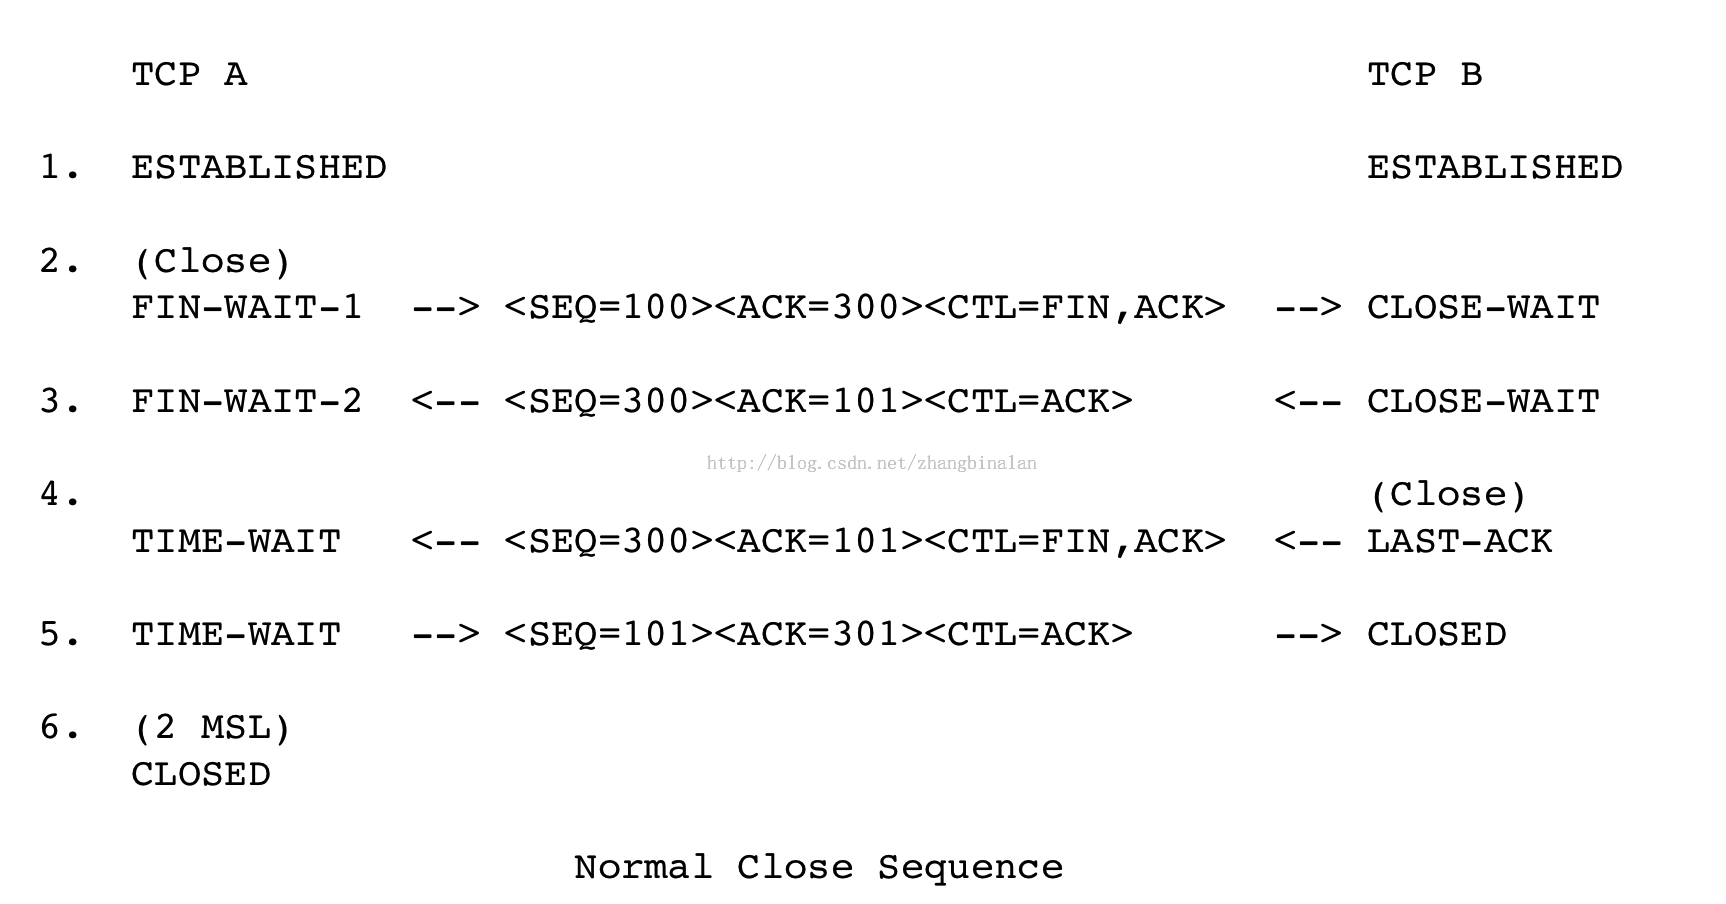 TCP A                                                TCP B
1.  ESTABLISHED                                          ESTABLISHED
2.  (Close)
    FIN-WAIT-1  --> <SEQ=100><ACK=300><CTL=FIN,ACK>  --> CLOSE-WAIT
3.  FIN-WAIT-2  <-- <SEQ=300><ACK=101><CTL=ACK>      <-- CLOSE-WAIT
http://blog.csdn.net/zhangbinalan
4.                                                       (Close)
    TIME-WAIT   <-- <SEQ=300><ACK=101><CTL=FIN,ACK>  <-- LAST-ACK
5.  TIME-WAIT   --> <SEQ=101><ACK=301><CTL=ACK>      --> CLOSED
6.  (2 MSL)
    CLOSED
Normal Close Sequence